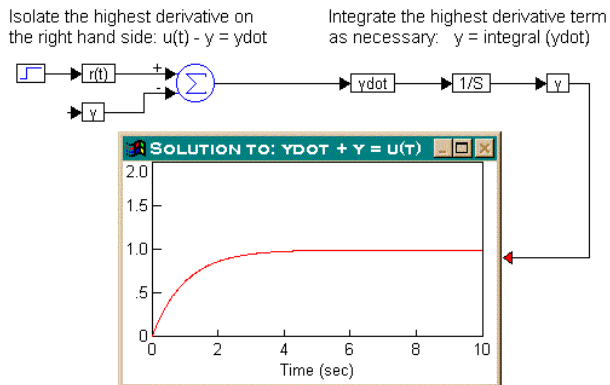 Isolate the highest derivative on
the right hand side: u(t) - y = ydot
Integrate the highest derivative term
as necessary: y = integral (ydot)
r(t)
+
-
Σ
y
ydot
1/S
y
SOLUTION TO: YDOT + Y = U(T)
2.0
1.5
1.0
.5
0
0 2 4 6 8 10
Time (sec)